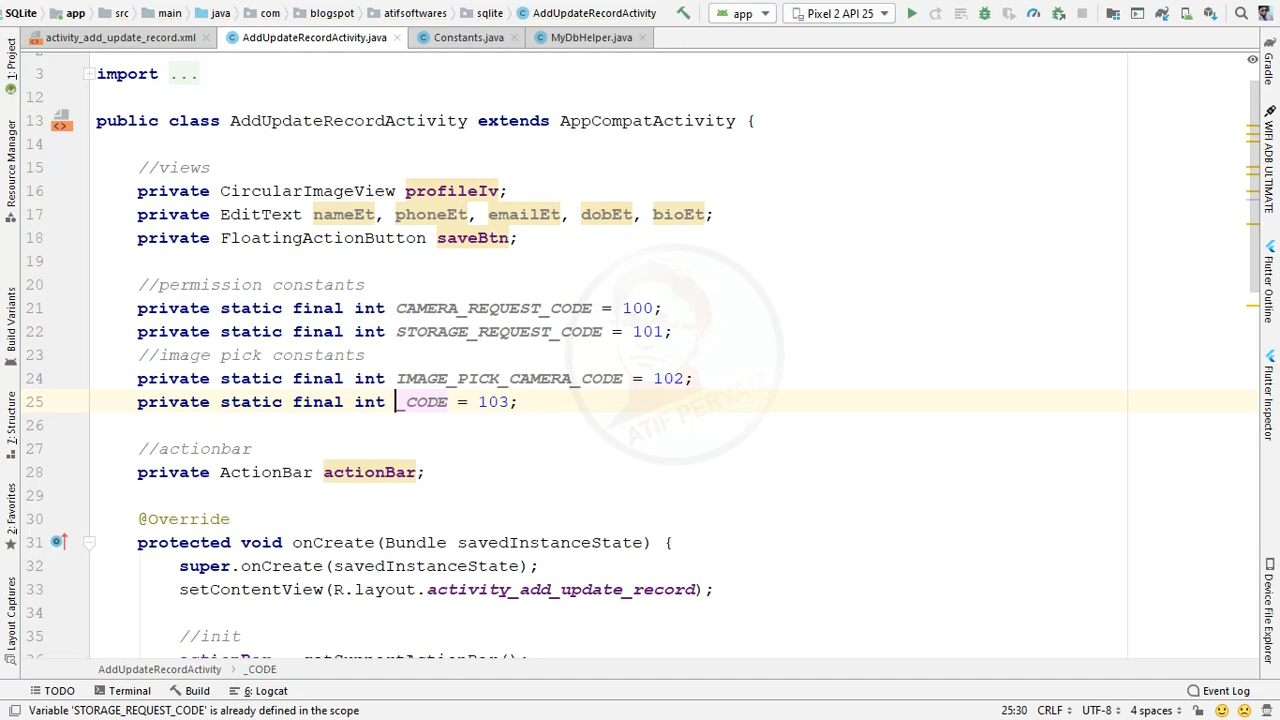 SQLite app src main java com blogspot atifsoftwares sqlite AddUpdateRecordActivity app Pixel 2 API 25
activity_add_update_record.xml AddUpdateRecordActivity.java Constants.java MyDbHelper.java
3 import ...
12
13 public class AddUpdateRecordActivity extends AppCompatActivity {
14
15 //views
16 private CircularImageView profileIv;
17 private EditText nameEt, phoneEt, emailEt, dobEt, bioEt;
18 private FloatingActionButton saveBtn;
19
20 //permission constants
21 private static final int CAMERA_REQUEST_CODE = 100;
22 private static final int STORAGE_REQUEST_CODE = 101;
23 //image pick constants
24 private static final int IMAGE_PICK_CAMERA_CODE = 102;
25 private static final int _CODE = 103;
26
27 //actionbar
28 private ActionBar actionBar;
29
30 @Override
31 protected void onCreate(Bundle savedInstanceState) {
32 super.onCreate(savedInstanceState);
33 setContentView(R.layout.activity_add_update_record);
34
35 //init
AddUpdateRecordActivity _CODE
TODO Terminal Build 6: Logcat Event Log
Variable 'STORAGE_REQUEST_CODE' is already defined in the scope 25:30 CRLF UTF-8 4 spaces
1: Project
Resource Manager
Build Variants
7: Structure
2: Favorites
Layout Captures
Gradle
WIFI ADB ULTIMATE
Flutter Outline
Flutter Inspector
Device File Explorer
ATIF PERVAIZ